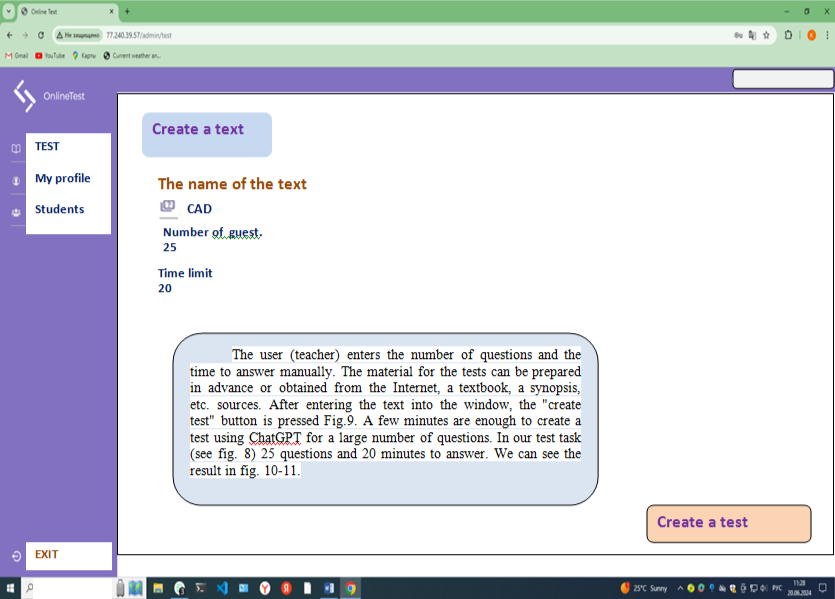 Online Test
Не защищено 77.240.39.57/admin/test
Gmail YouTube Карты Current weather an...
OnlineTest
Create a text
TEST
My profile
Students
The name of the text
CAD
Number of guest.
25
Time limit
20
The user (teacher) enters the number of questions and the
time to answer manually. The material for the tests can be prepared
in advance or obtained from the Internet, a textbook, a synopsis,
etc. sources. After entering the text into the window, the "create
test" button is pressed Fig.9. A few minutes are enough to create a
test using ChatGPT for a large number of questions. In our test task
(see fig. 8) 25 questions and 20 minutes to answer. We can see the
result in fig. 10-11.
Create a test
EXIT
25°C Sunny
РУС
11:28
20.06.2024